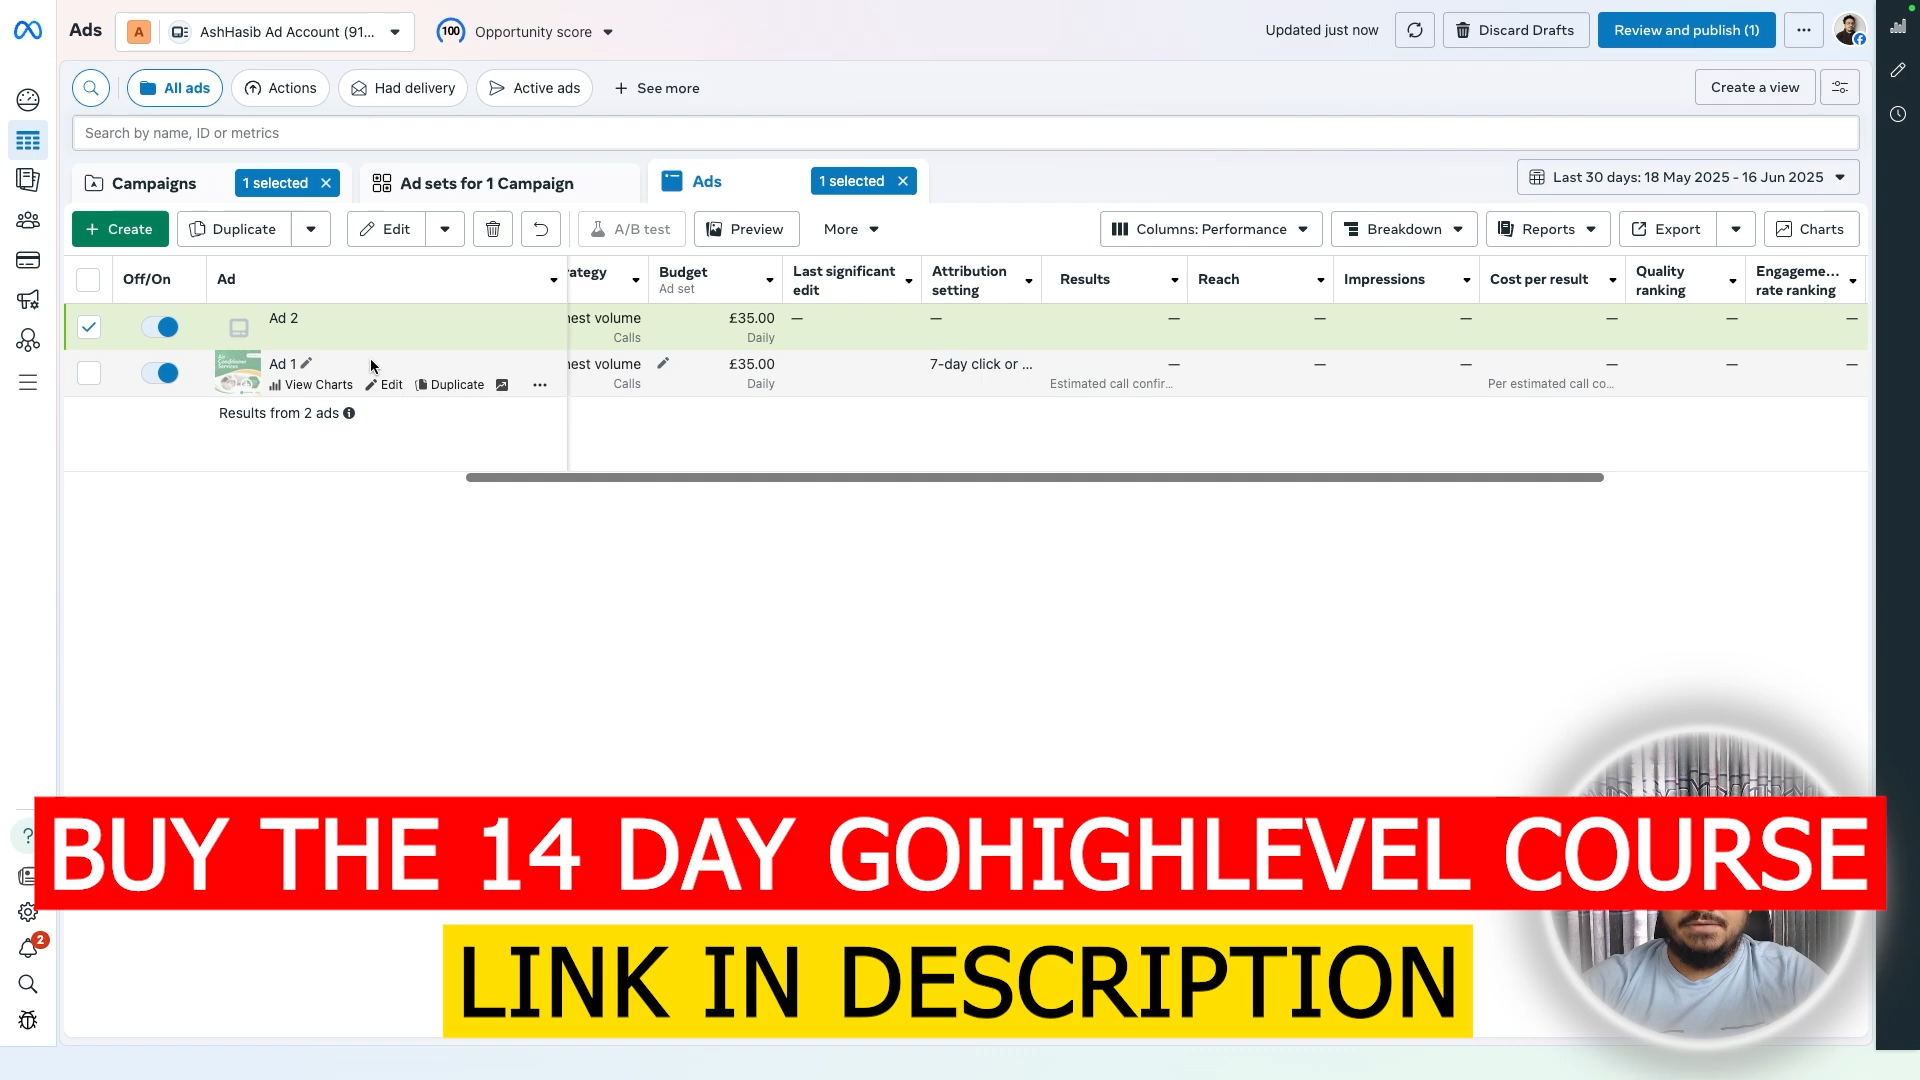 Ads
A
AshHasib Ad Account (91...
100
Opportunity score
Updated just now
Discard Drafts
Review and publish (1)
All ads
Actions
Had delivery
Active ads
+ See more
Create a view
Search by name, ID or metrics
Campaigns
1 selected
Ad sets for 1 Campaign
Ads
1 selected
Last 30 days: 18 May 2025 - 16 Jun 2025
+ Create
Duplicate
Edit
A/B test
Preview
More
Columns: Performance
Breakdown
Reports
Export
Charts
Off/On
Ad
ategy
Budget
Ad set
Last significant
edit
Attribution
setting
Results
Reach
Impressions
Cost per result
Quality
ranking
Engageme...
rate ranking
Ad 2
hest volume
Calls
£35.00
Daily
—
—
—
—
—
—
—
—
Ad 1
View Charts
Edit
Duplicate
hest volume
Calls
£35.00
Daily
7-day click or ...
—
Estimated call confir...
—
—
—
Per estimated call co...
—
—
Results from 2 ads
BUY THE 14 DAY GOHIGHLEVEL COURSE
LINK IN DESCRIPTION
2